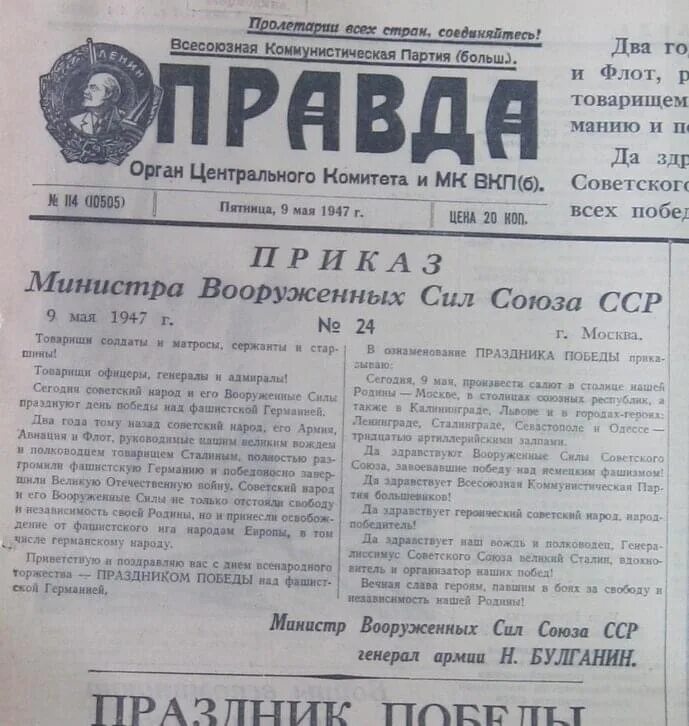 Пролетарии всех стран, соединяйтесь!
Всесоюзная Коммунистическая Партия (больш.).
ЛЕНИН
ПРАВДА
Орган Центрального Комитета и МК ВКП(б).
№ 114 (10505)
Пятница, 9 мая 1947 г.
ЦЕНА 20 КОП.
Два го
и Флот, р
товарищем
манию и по
Да здр
Советского
всех побед
ПРИКАЗ
Министра Вооруженных Сил Союза ССР
9 мая 1947 г.
№ 24
г. Москва.
Товарищи солдаты и матросы, сержанты и стар-
шины!
Товарищи офицеры, генералы и адмиралы!
Сегодня советский народ и его Вооруженные Силы
празднуют день победы над фашистской Германией.
Два года тому назад советский народ, его Армия,
Авиация и Флот, руководимые нашим великим вождем
и полководцем товарищем Сталиным, полностью раз-
громили фашистскую Германию и победоносно завер-
шили Великую Отечественную войну. Советский народ
и его Вооруженные Силы не только отстояли свободу
и независимость своей Родины, но и принесли освобож-
дение от фашистского ига народам Европы, в том
числе германскому народу.
Приветствую и поздравляю вас с днем всенародного
торжества — ПРАЗДНИКОМ ПОБЕДЫ над фашист-
ской Германией.
В ознаменование ПРАЗДНИКА ПОБЕДЫ прика-
зываю:
Сегодня, 9 мая, произвести салют в столице нашей
Родины — Москве, в столицах союзных республик, а
также в Калининграде, Львове и в городах-героях:
Ленинграде, Сталинграде, Севастополе и Одессе —
тридцатью артиллерийскими залпами.
Да здравствуют Вооруженные Силы Советского
Союза, завоевавшие победу над немецким фашизмом!
Да здравствует Всесоюзная Коммунистическая Пар-
тия большевиков!
Да здравствует героический советский народ, народ-
победитель!
Да здравствует наш вождь и полководец, Генера-
лиссимус Советского Союза великий Сталин, вдохно-
витель и организатор наших побед!
Вечная слава героям, павшим в боях за свободу и
независимость нашей Родины!
Министр Вооруженных Сил Союза ССР
генерал армии Н. БУЛГАНИН.
ПРАЗДНИК ПОБЕДЫ